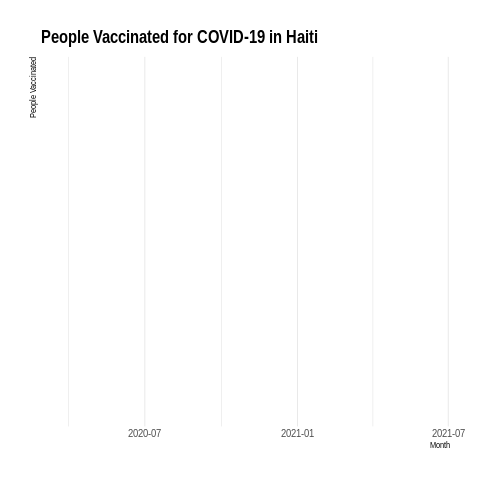 People Vaccinated for COVID-19 in Haiti
People Vaccinated
2020-07
2021-01
2021-07
Month